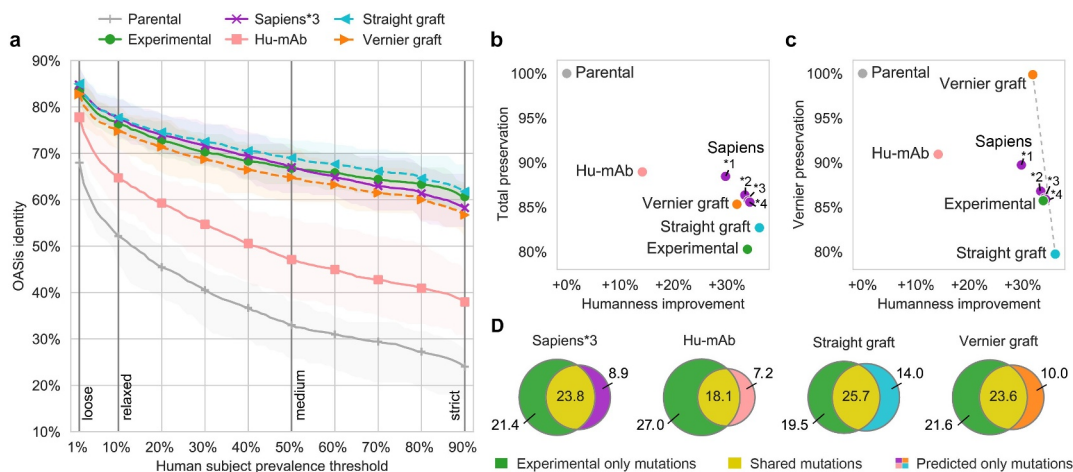 Parental
Sapiens*3
Straight graft
Experimental
Hu-mAb
Vernier graft
a
90%
80%
70%
60%
50%
40%
30%
20%
10%
OASis identity
loose
relaxed
medium
strict
1% 10% 20% 30% 40% 50% 60% 70% 80% 90%
Human subject prevalence threshold
b
100%
95%
90%
85%
80%
Total preservation
Parental
Hu-mAb
Sapiens
*1
*2
*3
*4
Vernier graft
Straight graft
Experimental
+0% +10% +20% +30%
Humanness improvement
c
100%
95%
90%
85%
80%
Vernier preservation
Parental
Vernier graft
Hu-mAb
Sapiens
*1
*2
*3
*4
Experimental
Straight graft
+0% +10% +20% +30%
Humanness improvement
D
Sapiens*3
8.9
23.8
21.4
Hu-mAb
7.2
18.1
27.0
Straight graft
14.0
25.7
19.5
Vernier graft
10.0
23.6
21.6
Experimental only mutations
Shared mutations
Predicted only mutations